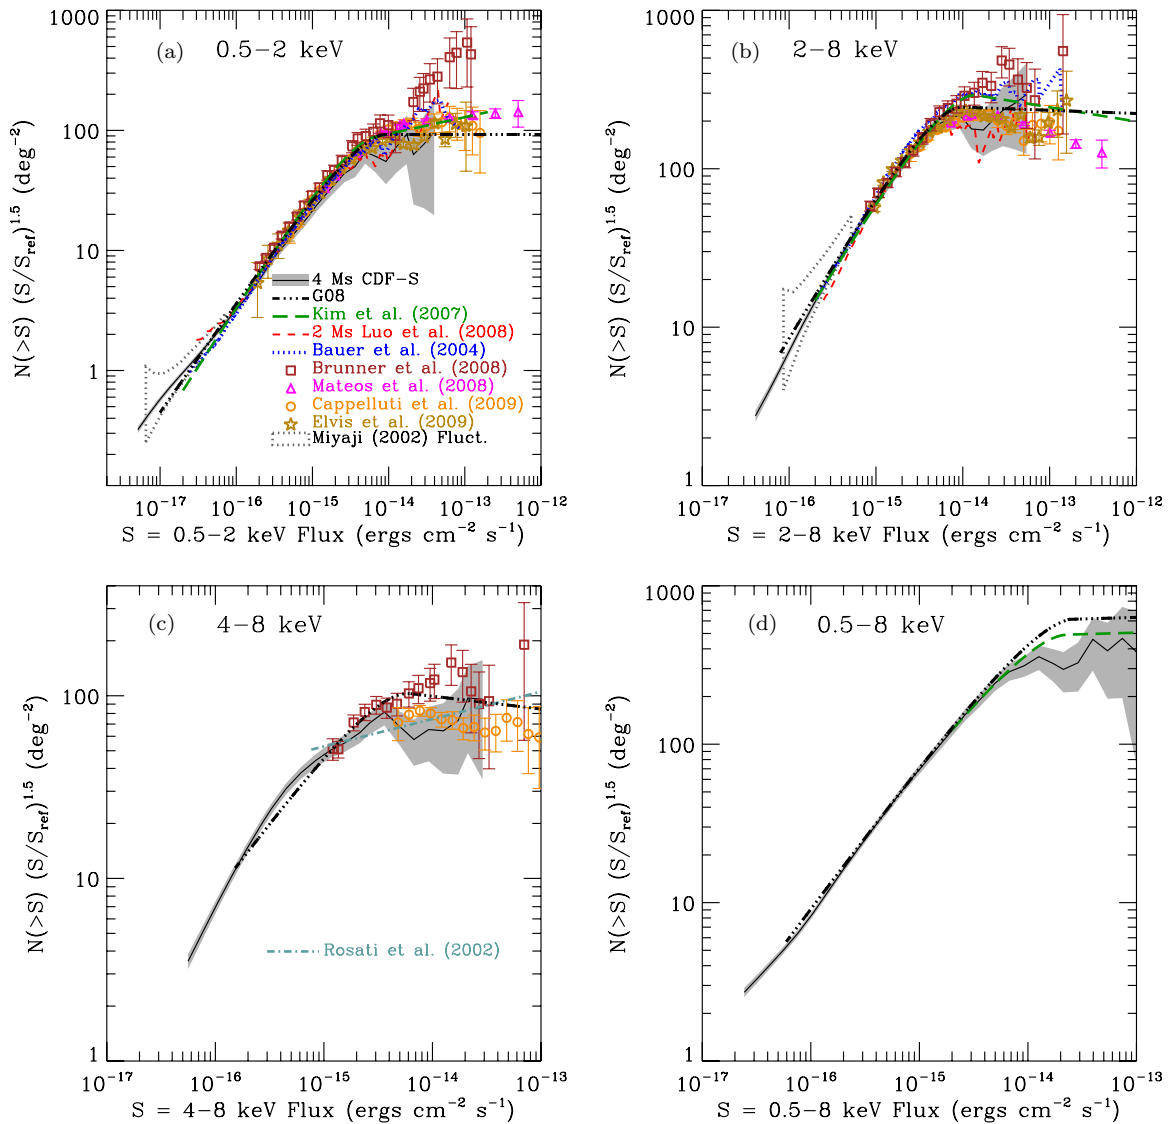 (a) 0.5−2 keV
1000
100
10
1
N(>S) (S/S_ref)^1.5 (deg^−2)
4 Ms CDF−S
G08
Kim et al. (2007)
2 Ms Luo et al. (2008)
Bauer et al. (2004)
Brunner et al. (2008)
Mateos et al. (2008)
Cappelluti et al. (2009)
Elvis et al. (2009)
Miyaji (2002) Fluct.
10^−17 10^−16 10^−15 10^−14 10^−13 10^−12
S = 0.5−2 keV Flux (ergs cm^−2 s^−1)
(b) 2−8 keV
1000
100
10
1
N(>S) (S/S_ref)^1.5 (deg^−2)
10^−17 10^−16 10^−15 10^−14 10^−13 10^−12
S = 2−8 keV Flux (ergs cm^−2 s^−1)
(c) 4−8 keV
100
10
1
N(>S) (S/S_ref)^1.5 (deg^−2)
Rosati et al. (2002)
10^−17 10^−16 10^−15 10^−14 10^−13
S = 4−8 keV Flux (ergs cm^−2 s^−1)
(d) 0.5−8 keV
1000
100
10
1
N(>S) (S/S_ref)^1.5 (deg^−2)
10^−17 10^−16 10^−15 10^−14 10^−13
S = 0.5−8 keV Flux (ergs cm^−2 s^−1)